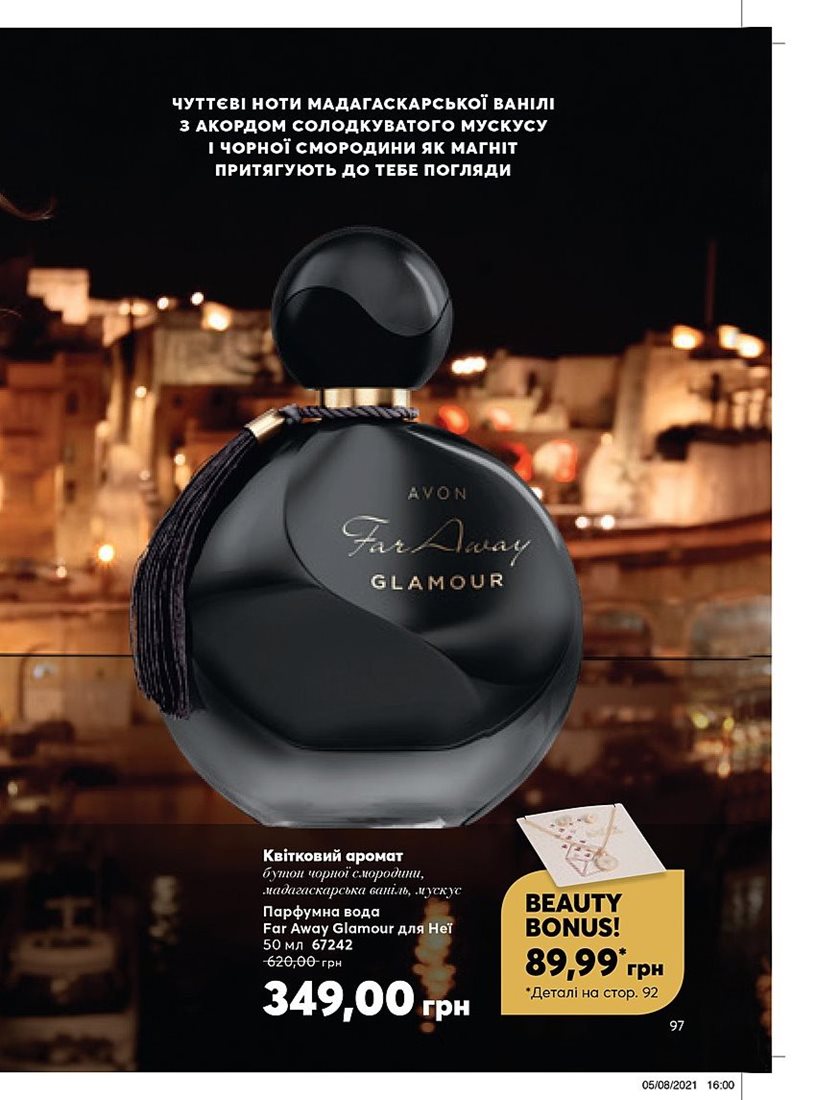 ЧУТТЄВІ НОТИ МАДАГАСКАРСЬКОЇ ВАНІЛІ
З АКОРДОМ СОЛОДКУВАТОГО МУСКУСУ
І ЧОРНОЇ СМОРОДИНИ ЯК МАГНІТ
ПРИТЯГУЮТЬ ДО ТЕБЕ ПОГЛЯДИ
AVON
Far Away
GLAMOUR
Квітковий аромат
бутон чорної смородини,
мадагаскарська ваніль, мускус
Парфумна вода
Far Away Glamour для Неї
50 мл 67242
620,00 грн
349,00 грн
BEAUTY
BONUS!
89,99* грн
*Деталі на стор. 92
97
05/08/2021 16:00